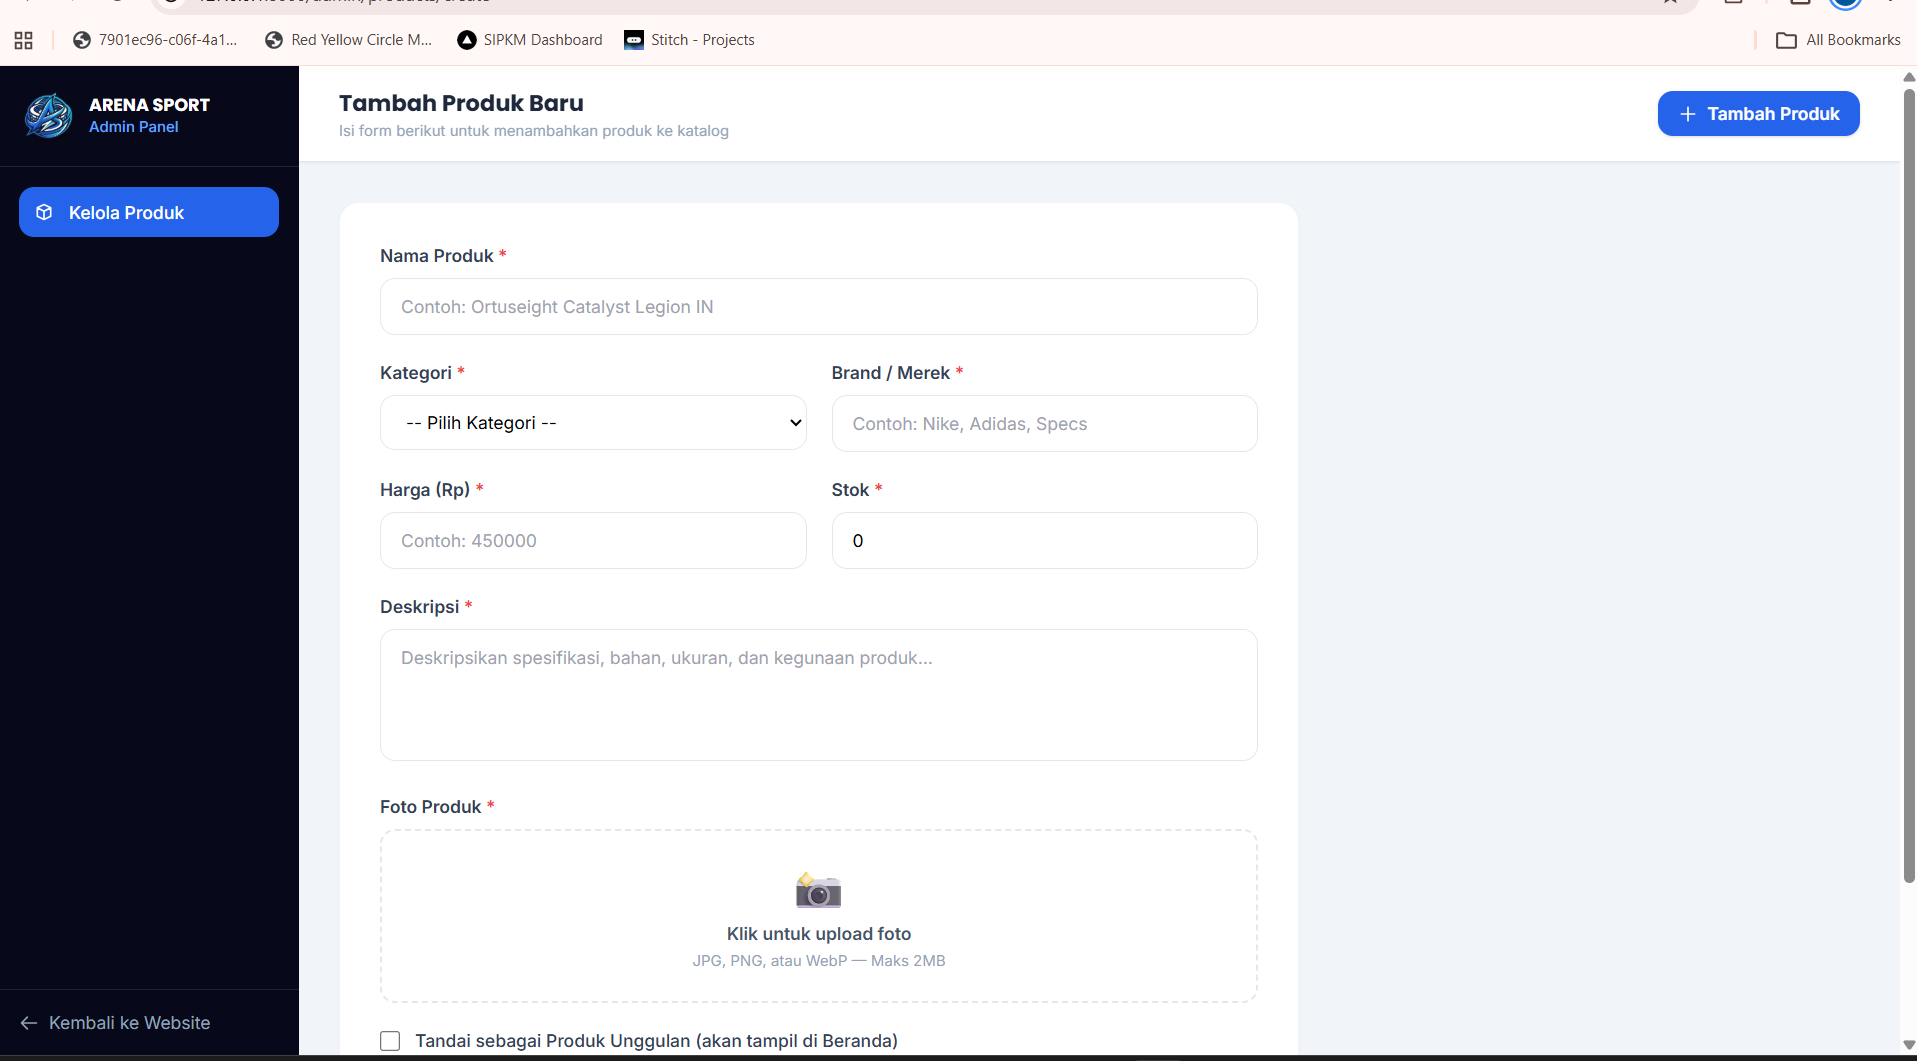 7901ec96-c06f-4a1...
Red Yellow Circle M...
SIPKM Dashboard
Stitch - Projects
All Bookmarks
ARENA SPORT
Admin Panel
Kelola Produk
Kembali ke Website
Tambah Produk Baru
Isi form berikut untuk menambahkan produk ke katalog
Tambah Produk
Nama Produk *
Contoh: Ortuseight Catalyst Legion IN
Kategori *
-- Pilih Kategori --
Brand / Merek *
Contoh: Nike, Adidas, Specs
Harga (Rp) *
Contoh: 450000
Stok *
0
Deskripsi *
Deskripsikan spesifikasi, bahan, ukuran, dan kegunaan produk...
Foto Produk *
Klik untuk upload foto
JPG, PNG, atau WebP — Maks 2MB
Tandai sebagai Produk Unggulan (akan tampil di Beranda)